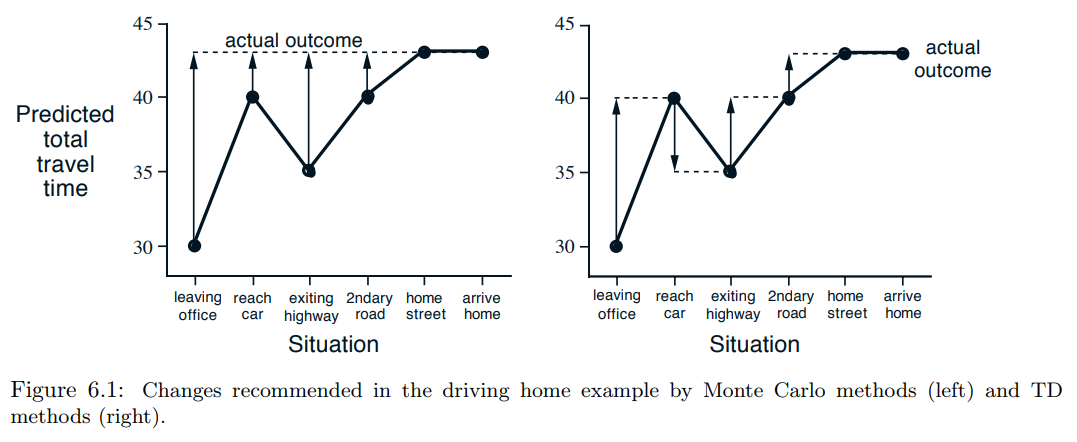 45
40
35
30
Predicted
total
travel
time
actual outcome
leaving
office
reach
car
exiting
highway
2ndary
road
home
street
arrive
home
Situation
45
40
35
30
actual
outcome
leaving
office
reach
car
exiting
highway
2ndary
road
home
street
arrive
home
Situation
Figure 6.1: Changes recommended in the driving home example by Monte Carlo methods (left) and TD
methods (right).